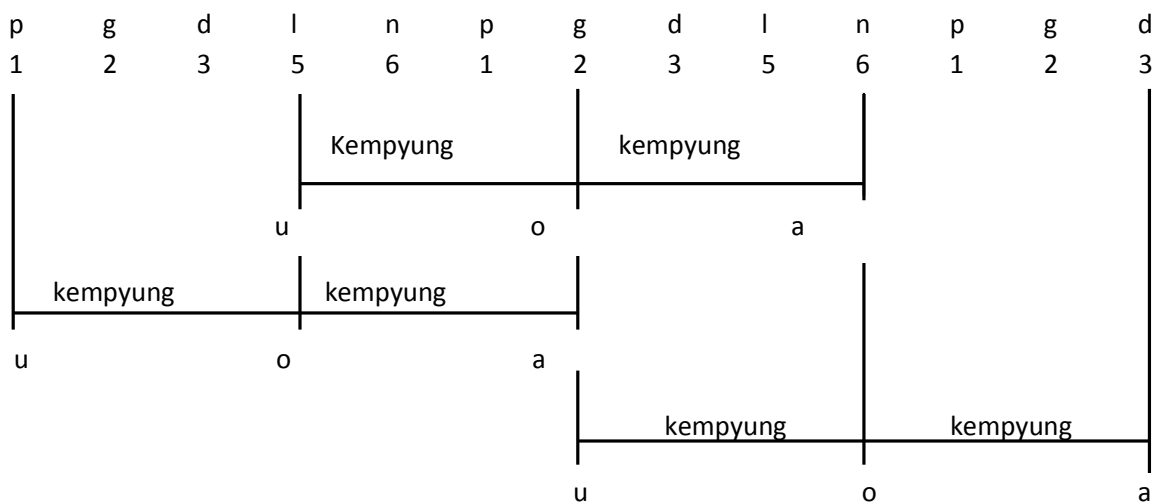 p g d l n p g d l n p g d
1 2 3 5 6 1 2 3 5 6 1 2 3
Kempyung kempyung
u o a
kempyung kempyung
u o a
kempyung kempyung
u o a